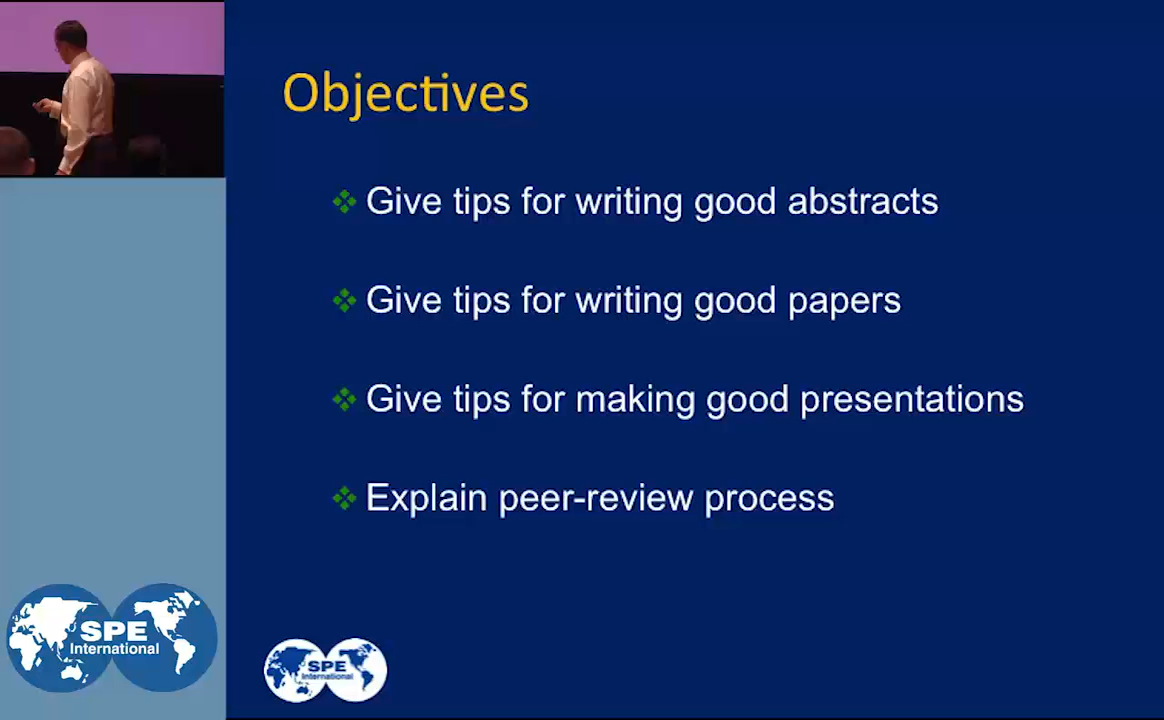 Objectives
Give tips for writing good abstracts
Give tips for writing good papers
Give tips for making good presentations
Explain peer-review process
SPE
International
SPE
International